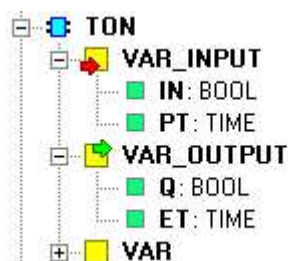 TON
VAR_INPUT
IN: BOOL
PT: TIME
VAR_OUTPUT
Q: BOOL
ET: TIME
VAR